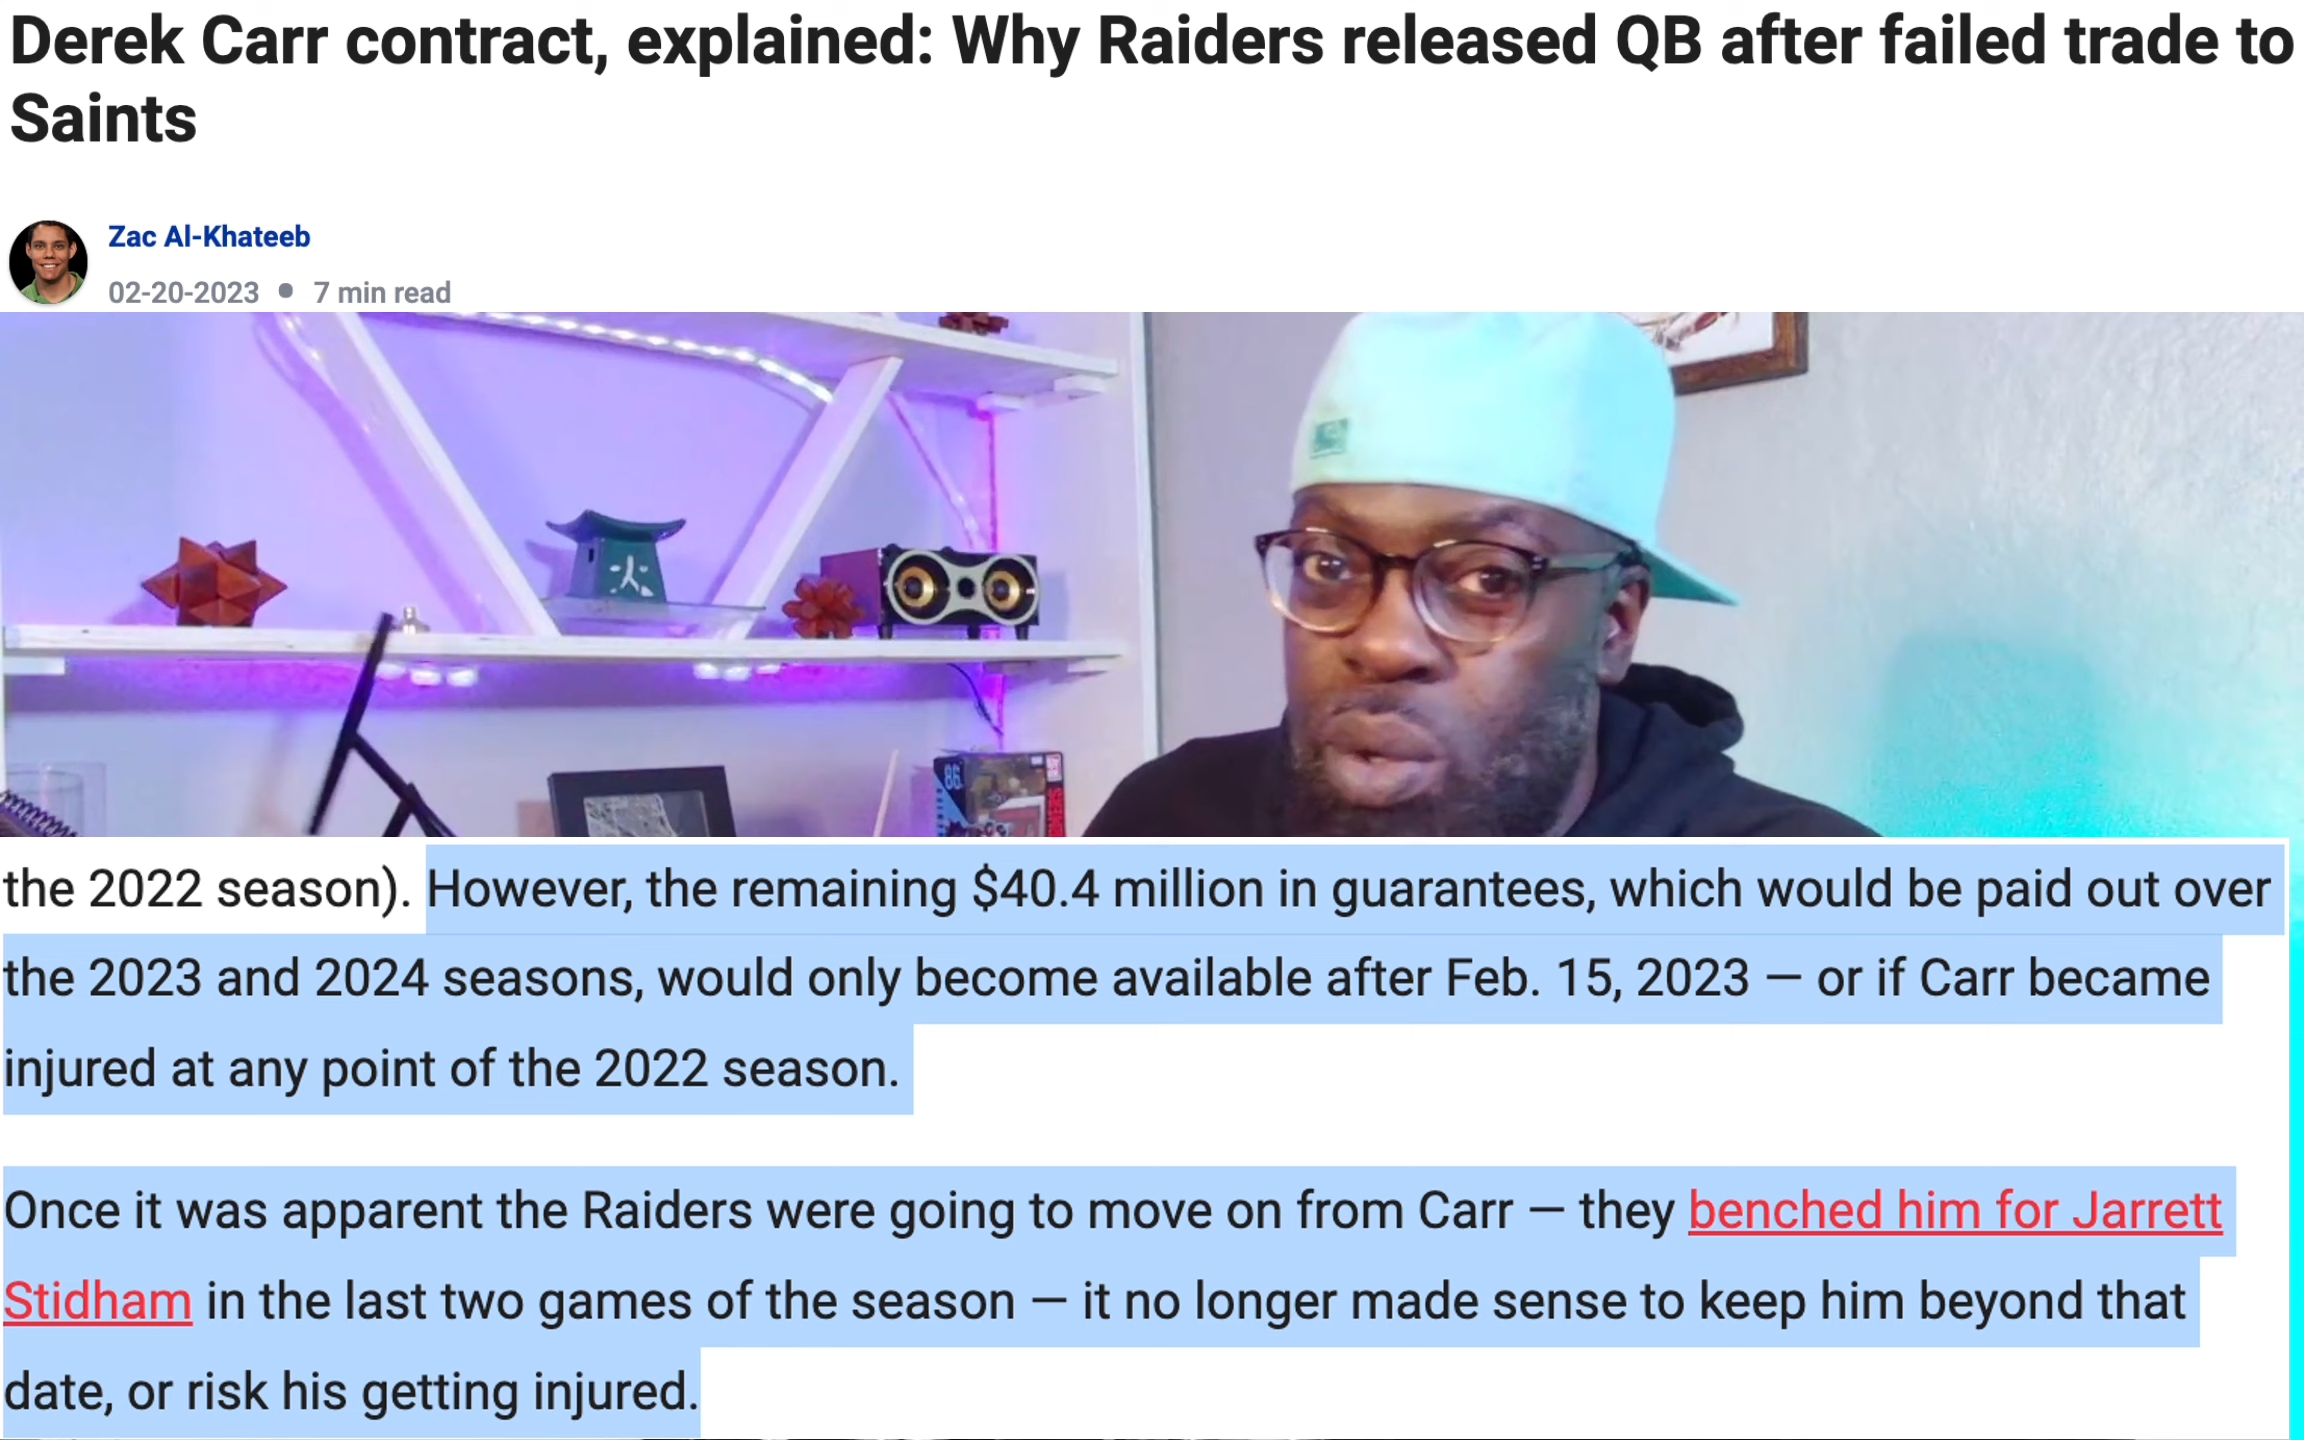 Derek Carr contract, explained: Why Raiders released QB after failed trade to
Saints
Zac Al-Khateeb
02-20-2023 • 7 min read
火
86
the 2022 season). However, the remaining $40.4 million in guarantees, which would be paid out over
the 2023 and 2024 seasons, would only become available after Feb. 15, 2023 — or if Carr became
injured at any point of the 2022 season.
Once it was apparent the Raiders were going to move on from Carr — they benched him for Jarrett
Stidham in the last two games of the season — it no longer made sense to keep him beyond that
date, or risk his getting injured.